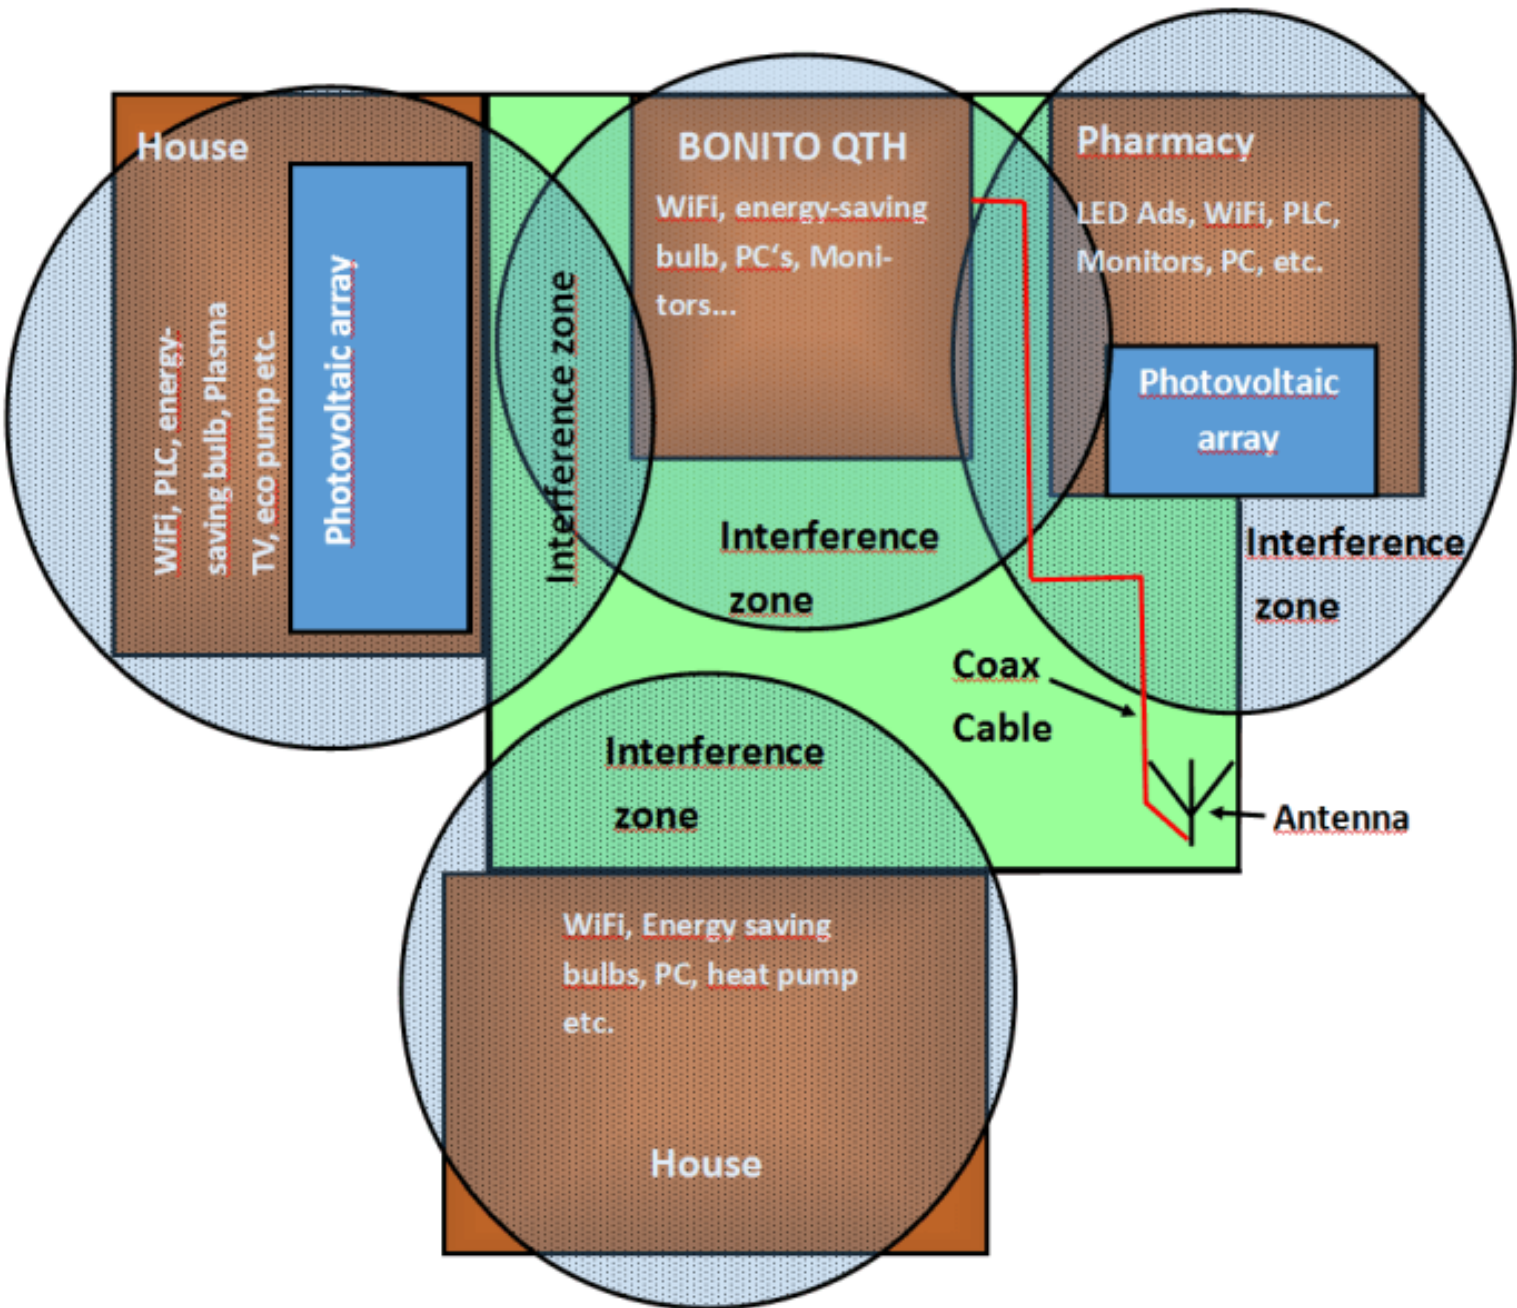 House
WiFi, PLC, energy-
saving bulb, Plasma
TV, eco pump etc.
Photovoltaic array
Interference zone
BONITO QTH
WiFi, energy-saving
bulb, PC‘s, Moni-
tors...
Interference
zone
Pharmacy
LED Ads, WiFi, PLC,
Monitors, PC, etc.
Photovoltaic
array
Interference
zone
Coax
Cable
Antenna
Interference
zone
WiFi, Energy saving
bulbs, PC, heat pump
etc.
House